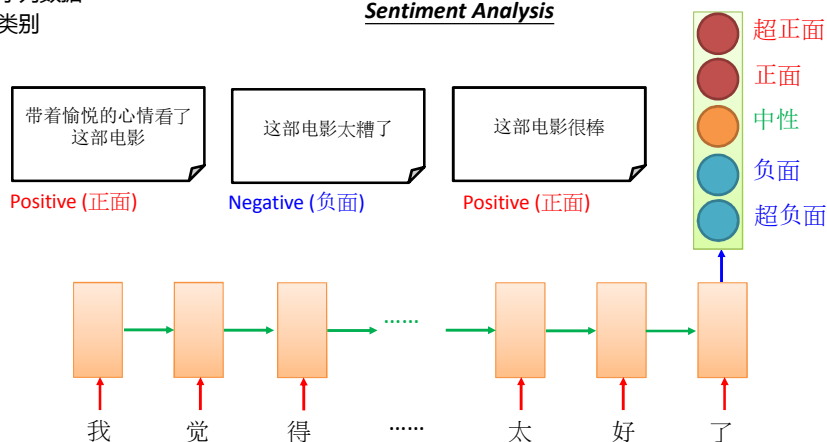 类别
Sentiment Analysis
超正面
正面
中性
负面
超负面
带着愉悦的心情看了
这部电影
这部电影太糟了
这部电影很棒
Positive (正面)
Negative (负面)
Positive (正面)
......
我 觉 得 ...... 太 好 了